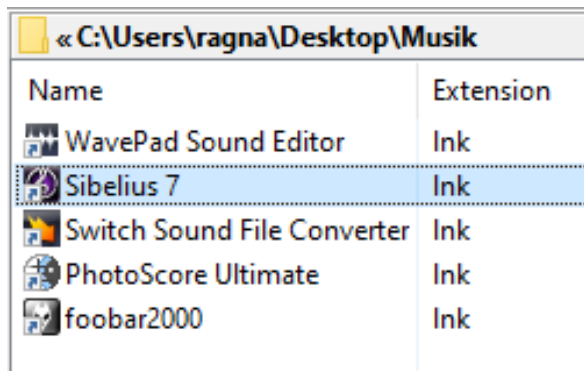 « C:\Users\ragna\Desktop\Musik
Name Extension
WavePad Sound Editor lnk
Sibelius 7 lnk
Switch Sound File Converter lnk
PhotoScore Ultimate lnk
foobar2000 lnk